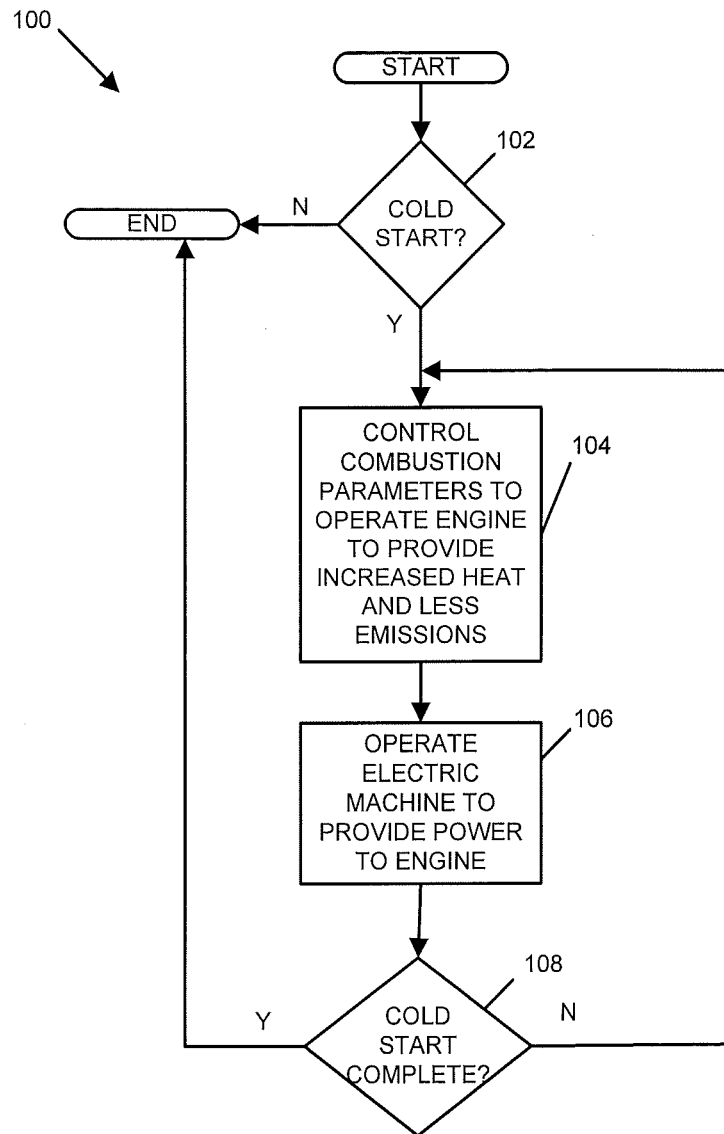 100
START
102
COLD
START?
N
END
Y
CONTROL
COMBUSTION
PARAMETERS TO
OPERATE ENGINE
TO PROVIDE
INCREASED HEAT
AND LESS
EMISSIONS
104
OPERATE
ELECTRIC
MACHINE TO
PROVIDE POWER
TO ENGINE
106
108
COLD
START
COMPLETE?
Y
N